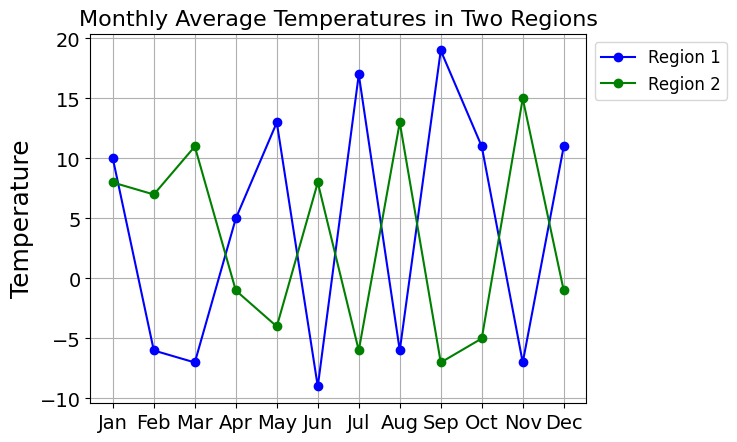 Monthly Average Temperatures in Two Regions
Region 1
Region 2
Temperature
20
15
10
5
0
−5
−10
Jan Feb Mar Apr May Jun Jul Aug Sep Oct Nov Dec